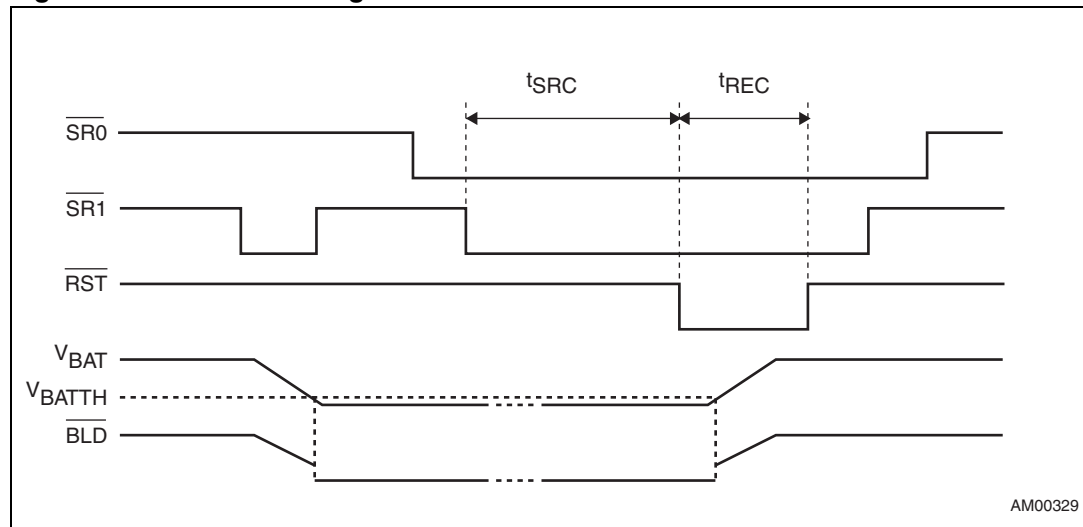 tSRC tREC
SR0
SR1
RST
VBAT
VBATTH
BLD
AM00329